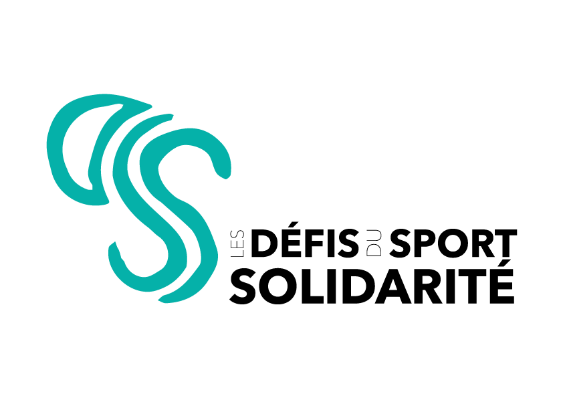 LES DÉFIS DU SPORT
SOLIDARITÉ